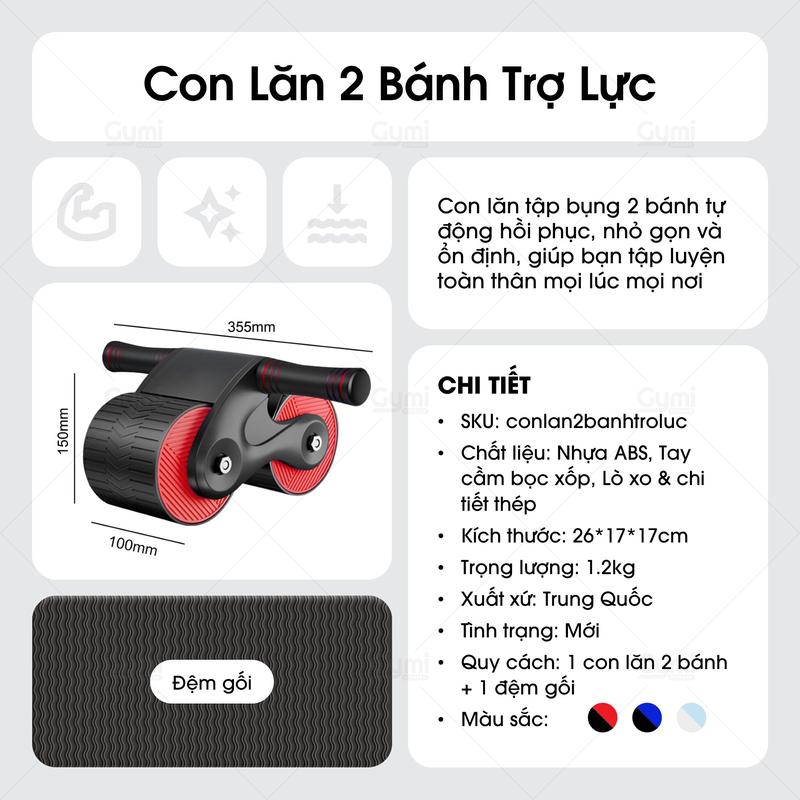 Con Lăn 2 Bánh Trợ Lực
Con lăn tập bụng 2 bánh tự
động hồi phục, nhỏ gọn và
ổn định, giúp bạn tập luyện
toàn thân mọi lúc mọi nơi
355mm
150mm
100mm
Đệm gối
CHI TIẾT
• SKU: conlan2banhtroluc
• Chất liệu: Nhựa ABS, Tay
cầm bọc xốp, Lò xo & chi
tiết thép
• Kích thước: 26*17*17cm
• Trọng lượng: 1.2kg
• Xuất xứ: Trung Quốc
• Tình trạng: Mới
• Quy cách: 1 con lăn 2 bánh
+ 1 đệm gối
• Màu sắc:
Gymi